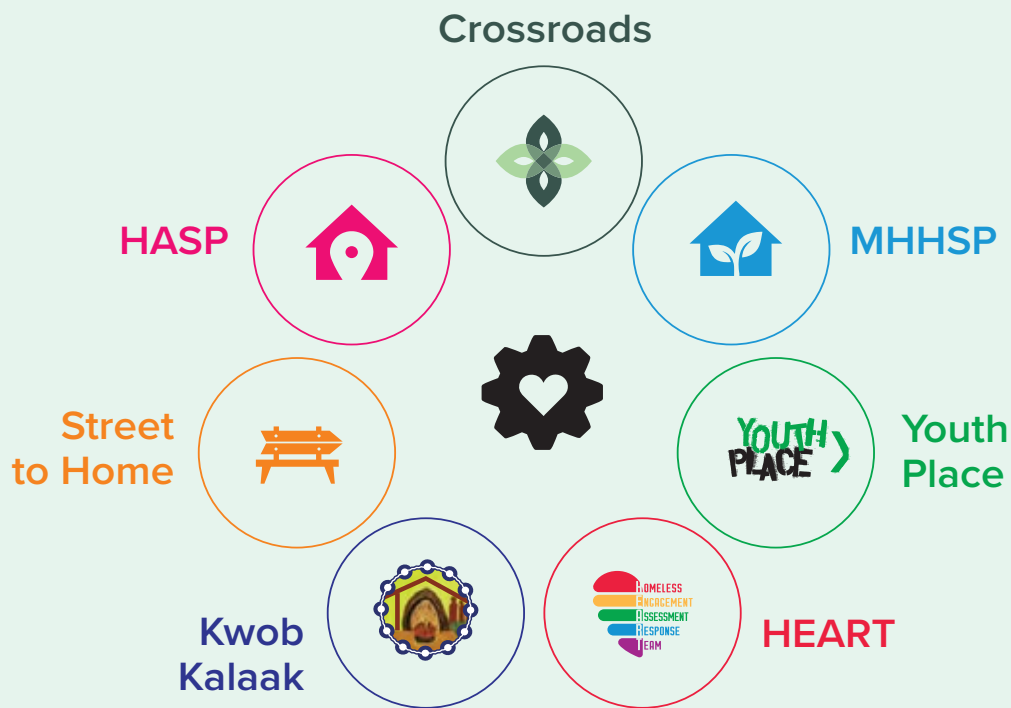 Crossroads
HASP
MHHSP
Street
to Home
YOUTH
PLACE
Youth
Place
HOMELESS
ENGAGEMENT
ASSESSMENT
RESPONSE
TEAM
Kwob
Kalaak
HEART